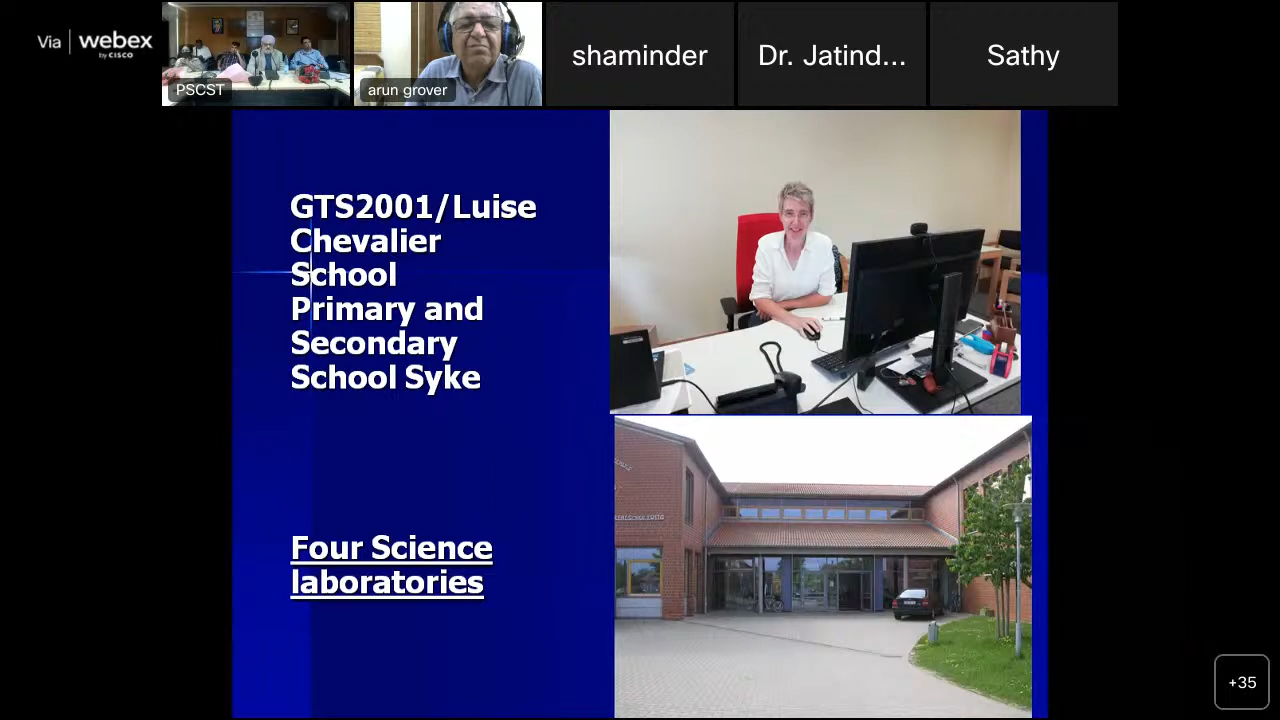 Via | webex
by CISCO
PSCST
arun grover
shaminder
Dr. Jatind...
Sathy
GTS2001/Luise
Chevalier
School
Primary and
Secondary
School Syke
Four Science
laboratories
+35